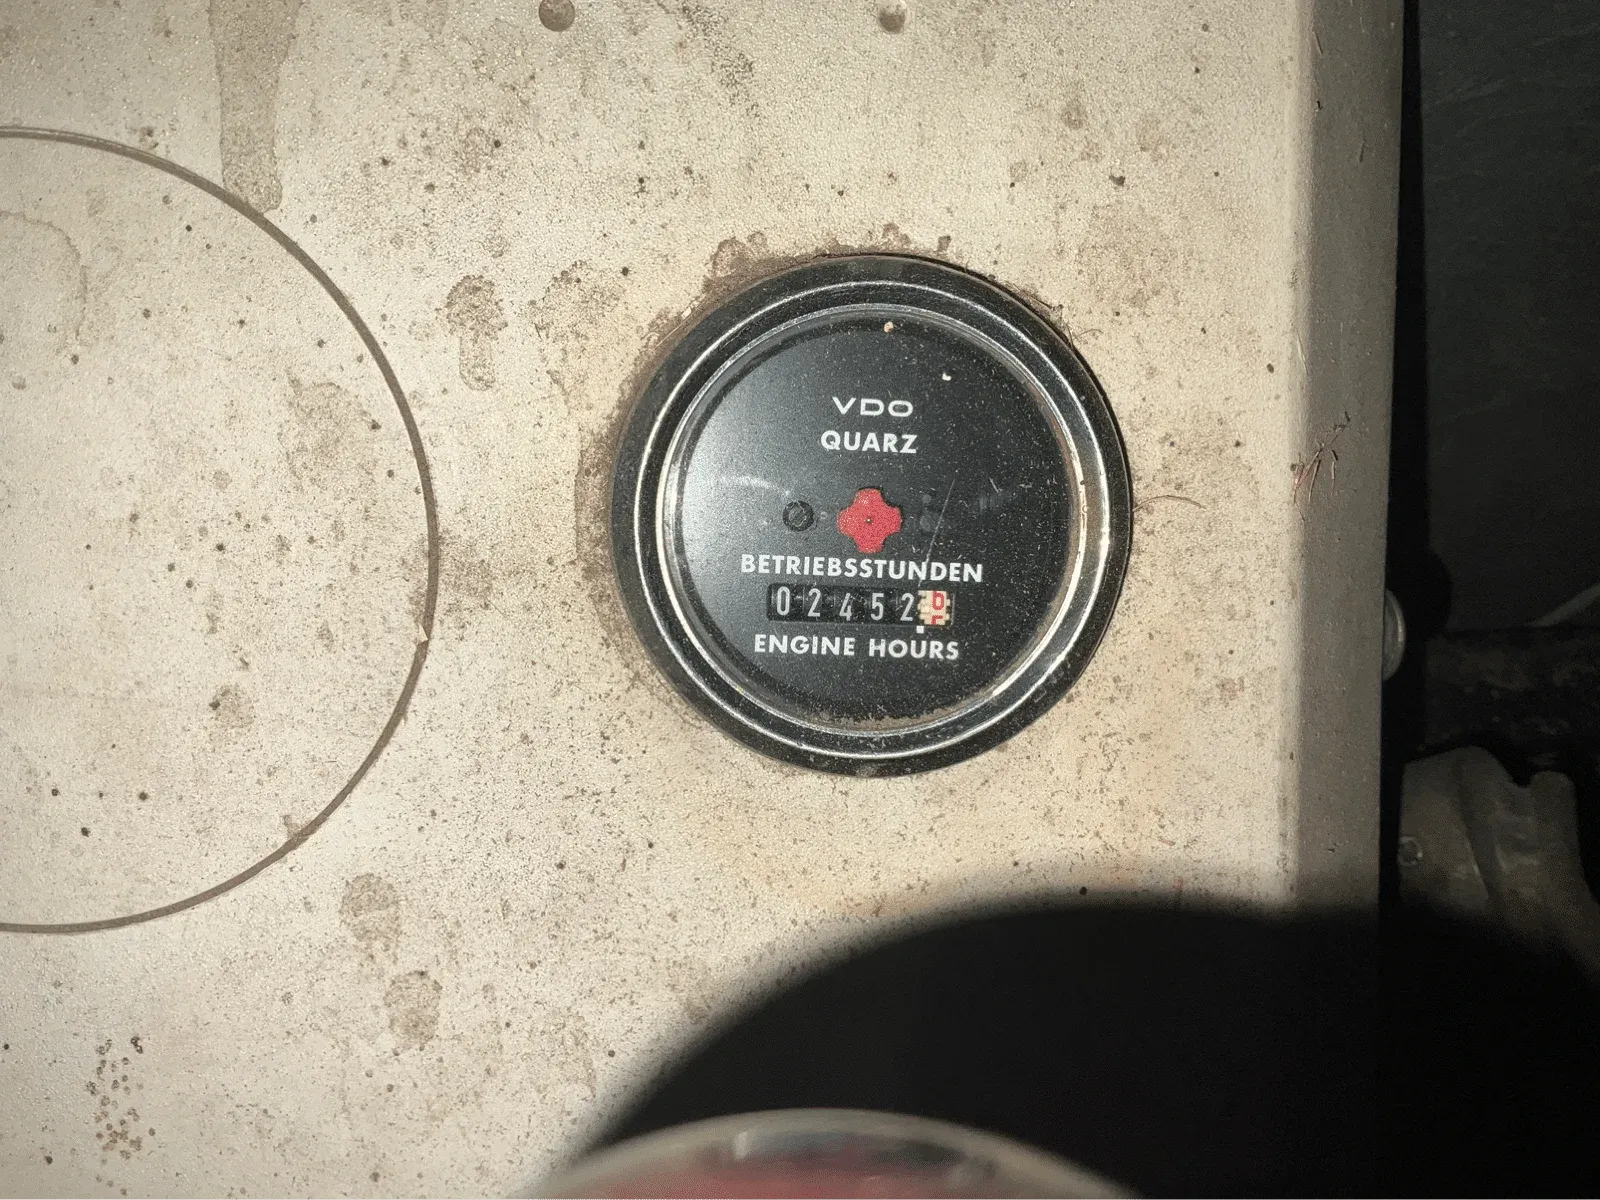 VDO
QUARZ
BETRIEBSSTUNDEN
02452
ENGINE HOURS